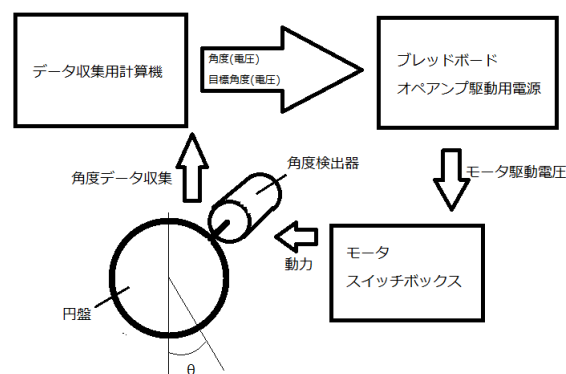 データ収集用計算機
角度(電圧)
目標角度(電圧)
ブレッドボード
オペアンプ駆動用電源
角度データ収集
角度検出器
モータ駆動電圧
動力
モータ
スイッチボックス
円盤
θ